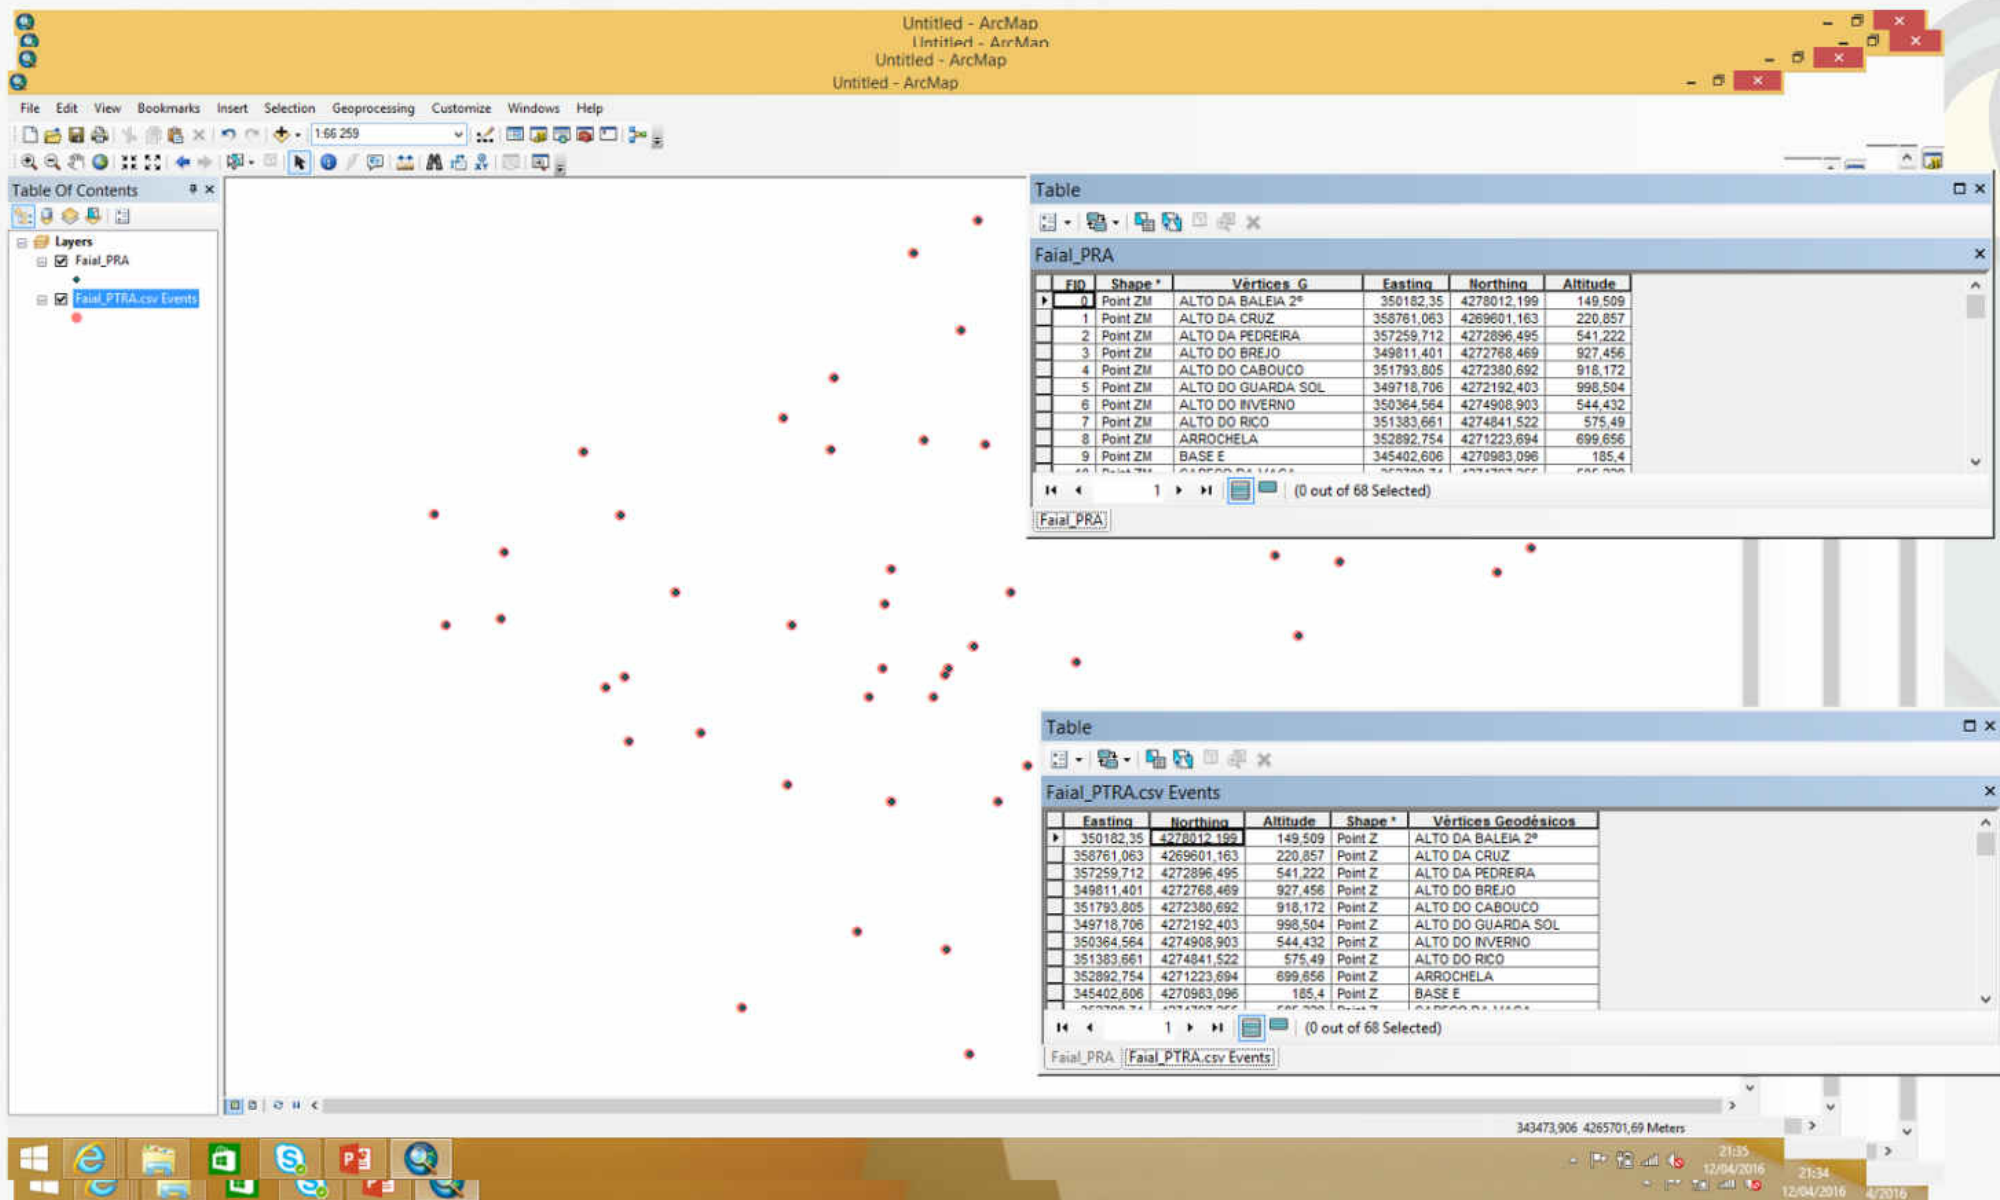 Untitled - ArcMap
Untitled - ArcMap
Untitled - ArcMap
Untitled - ArcMap
File Edit View Bookmarks Insert Selection Geoprocessing Customize Windows Help
1:66 259
Table Of Contents
Layers
Faial_PRA
Faial_PTRA.csv Events
Table
Faial_PRA
FID Shape * Vértices_G Easting Northing Altitude
0 Point ZM ALTO DA BALEIA 2º 350182,35 4278012,199 149,509
1 Point ZM ALTO DA CRUZ 358761,063 4269601,163 220,857
2 Point ZM ALTO DA PEDREIRA 357259,712 4272896,495 541,222
3 Point ZM ALTO DO BREJO 349811,401 4272768,469 927,456
4 Point ZM ALTO DO CABOUCO 351793,805 4272380,692 918,172
5 Point ZM ALTO DO GUARDA SOL 349718,706 4272192,403 998,504
6 Point ZM ALTO DO INVERNO 350364,564 4274908,903 544,432
7 Point ZM ALTO DO RICO 351383,661 4274841,522 575,49
8 Point ZM ARROCHELA 352892,754 4271223,694 699,656
9 Point ZM BASE E 345402,606 4270983,096 185,4
1 (0 out of 68 Selected)
Faial_PRA
Table
Faial_PTRA.csv Events
Easting Northing Altitude Shape * Vértices Geodésicos
350182,35 4278012,199 149,509 Point Z ALTO DA BALEIA 2º
358761,063 4269601,163 220,857 Point Z ALTO DA CRUZ
357259,712 4272896,495 541,222 Point Z ALTO DA PEDREIRA
349811,401 4272768,469 927,456 Point Z ALTO DO BREJO
351793,805 4272380,692 918,172 Point Z ALTO DO CABOUCO
349718,706 4272192,403 998,504 Point Z ALTO DO GUARDA SOL
350364,564 4274908,903 544,432 Point Z ALTO DO INVERNO
351383,661 4274841,522 575,49 Point Z ALTO DO RICO
352892,754 4271223,694 699,656 Point Z ARROCHELA
345402,606 4270983,096 185,4 Point Z BASE E
1 (0 out of 68 Selected)
Faial_PRA Faial_PTRA.csv Events
343473,906 4265701,69 Meters
21:35
12/04/2016
21:34
12/04/2016
4/2016